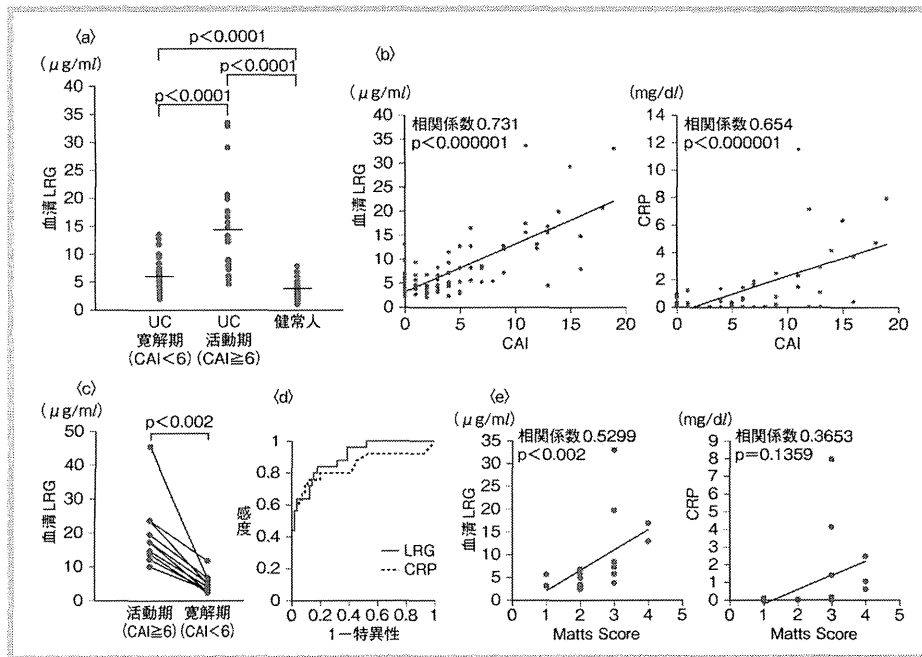 〈a〉
p<0.0001
(μg/ml)
p<0.0001
p<0.0001
血清LRG
40
35
30
25
20
15
10
5
0
UC
寛解期
(CAI<6)
UC
活動期
(CAI≧6)
健常人
〈b〉
(μg/ml)
相関係数0.731
p<0.000001
血清LRG
40
35
30
25
20
15
10
5
0
0 5 10 15 20
CAI
(mg/dl)
相関係数0.654
p<0.000001
CRP
14
12
10
8
6
4
2
0
0 5 10 15 20
CAI
〈c〉
(μg/ml)
p<0.002
血清LRG
50
40
30
20
10
0
活動期
(CAI≧6)
寛解期
(CAI<6)
〈d〉
感度
1
0.8
0.6
0.4
0.2
0
LRG
CRP
0 0.2 0.4 0.6 0.8 1
1−特異性
〈e〉
(μg/ml)
相関係数0.5299
p<0.002
血清LRG
35
30
25
20
15
10
5
0
0 1 2 3 4 5
Matts Score
(mg/dl)
相関係数0.3653
p=0.1359
CRP
9
8
7
6
5
4
3
2
1
0
0 1 2 3 4 5
Matts Score